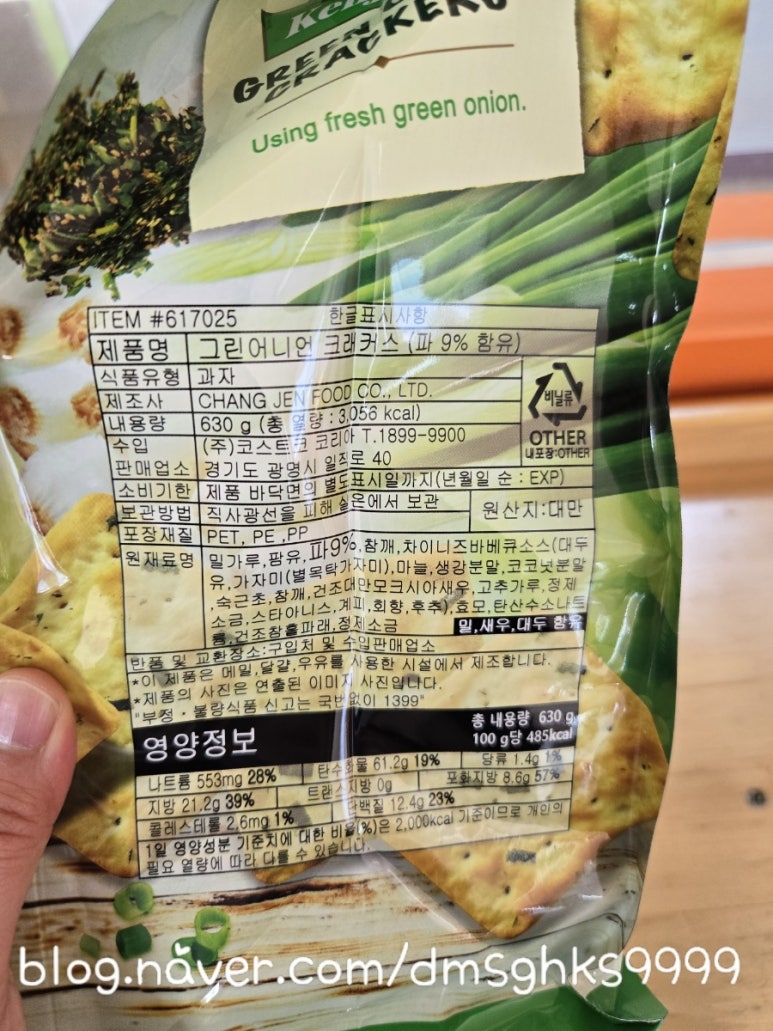 GREEN
CRACKERS
Using fresh green onion.
ITEM #617025 한글표시사항
제품명 그린어니언 크래커스 (파 9% 함유)
식품유형 과자
제조사 CHANG JEN FOOD CO., LTD.
내용량 630 g (총 열량 : 3,056 kcal)
수입 (주)코스트코 코리아 T.1899-9900
판매업소 경기도 광명시 일직로 40
소비기한 제품 바닥면의 별도표시일까지(년월일 순 : EXP)
보관방법 직사광선을 피해 실온에서 보관
포장재질 PET, PE ,PP
원산지:대만
비닐류
OTHER
내포장:OTHER
원재료명 밀가루,팜유,파9%,참깨,차이니즈바베큐소스(대두
유,가자미(별목탁가자미),마늘,생강분말,코코넛분말
,숙근초,참깨,건조대만모크시아새우,고추가루,정제
소금,스타아니스,계피,회향,후추),효모,탄산수소나트
륨,건조참홑파래,정제소금 밀,새우,대두 함유
반품 및 교환장소:구입처 및 수입판매업소
*이 제품은 메밀,달걀,우유를 사용한 시설에서 제조합니다.
*제품의 사진은 연출된 이미지 사진입니다.
"부정・불량식품 신고는 국번없이 1399"
영양정보
총 내용량 630 g
100 g당 485kcal
나트륨 553mg 28% 탄수화물 61.2g 19% 당류 1.4g 1%
지방 21.2g 39% 트랜스지방 0g 포화지방 8.6g 57%
콜레스테롤 2.6mg 1% 단백질 12.4g 23%
1일 영양성분 기준치에 대한 비율(%)은 2,000kcal 기준이므로 개인의
필요 열량에 따라 다를 수 있습니다.
blog.naver.com/dmsghks9999